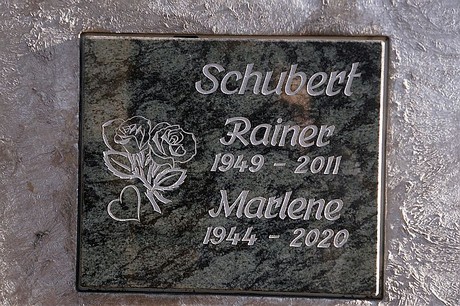 Schubert
Rainer
1949 - 2011
Marlene
1944 - 2020